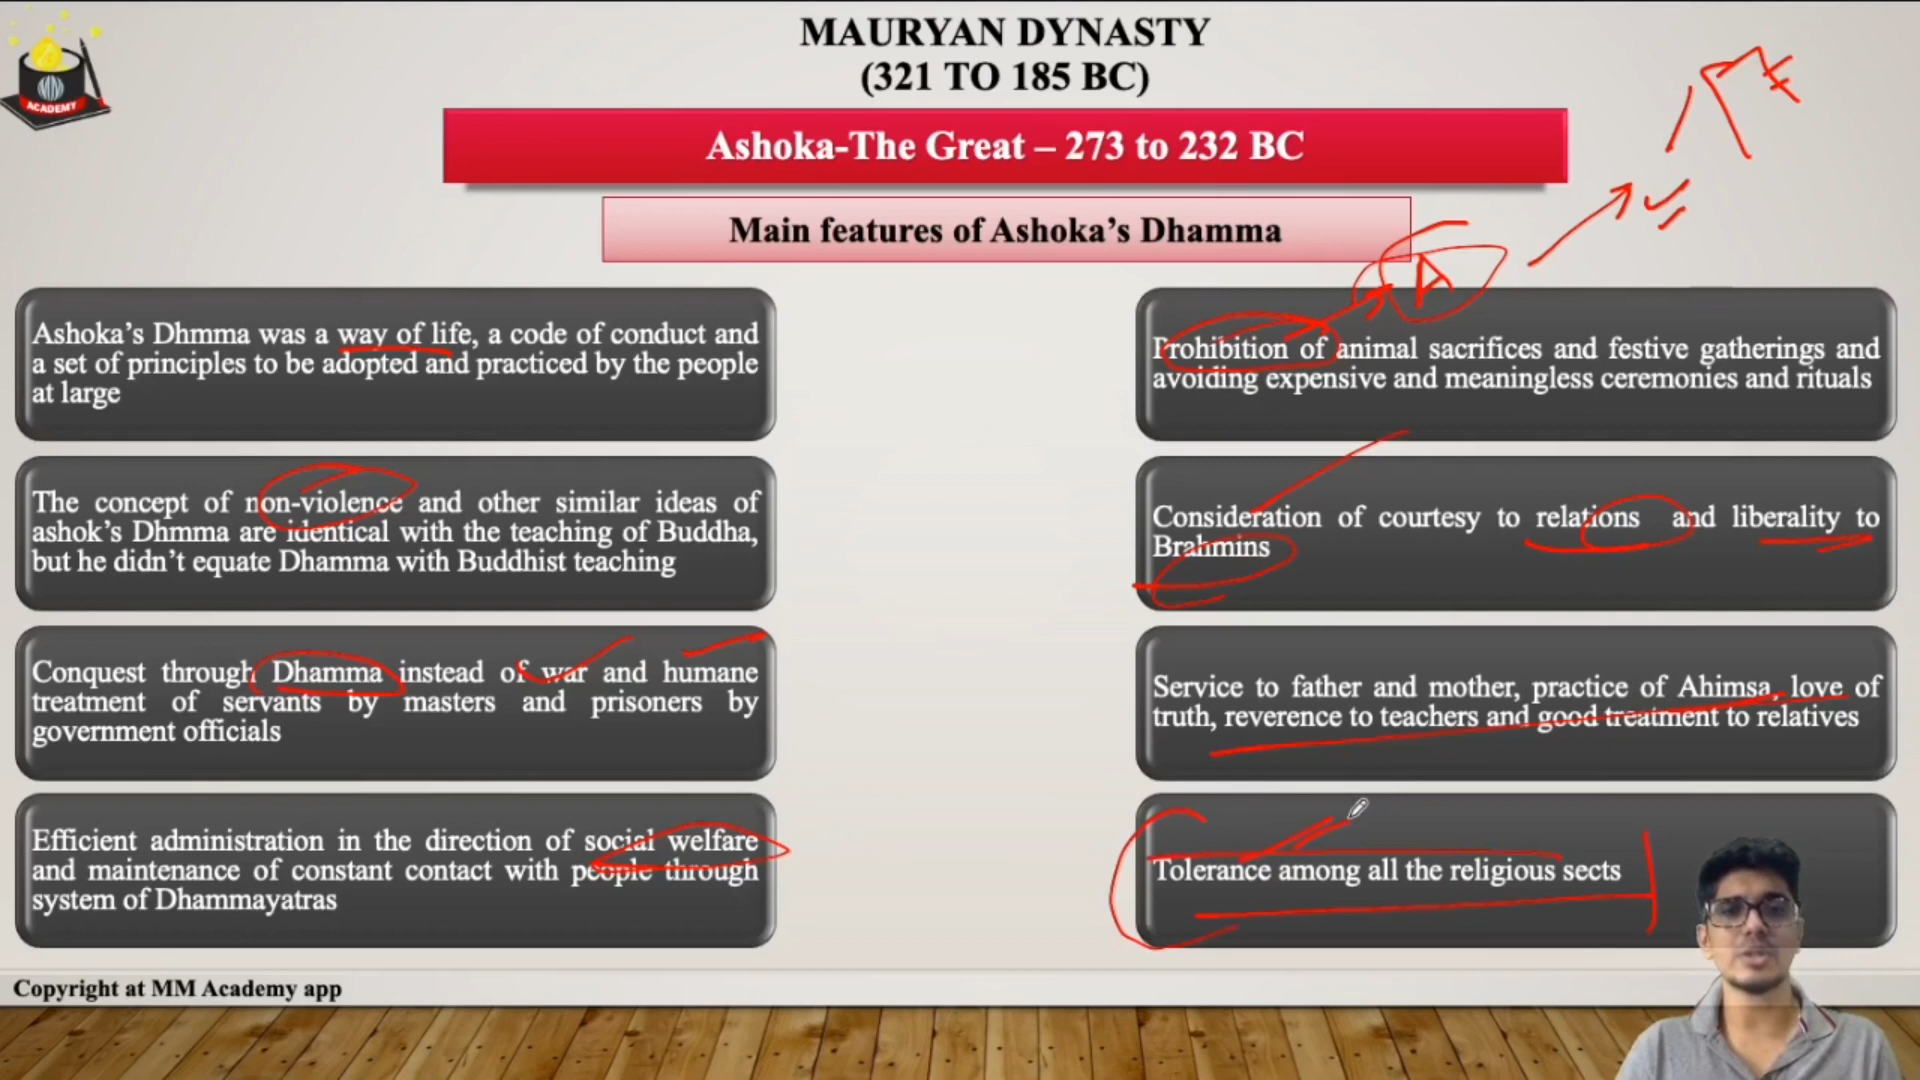 ACADEMY
MAURYAN DYNASTY
(321 TO 185 BC)
Ashoka-The Great – 273 to 232 BC
Main features of Ashoka’s Dhamma
A
Ashoka’s Dhmma was a way of life, a code of conduct and
a set of principles to be adopted and practiced by the people
at large
The concept of non-violence and other similar ideas of
ashok’s Dhmma are identical with the teaching of Buddha,
but he didn’t equate Dhamma with Buddhist teaching
Conquest through Dhamma instead of war and humane
treatment of servants by masters and prisoners by
government officials
Efficient administration in the direction of social welfare
and maintenance of constant contact with people through
system of Dhammayatras
Prohibition of animal sacrifices and festive gatherings and
avoiding expensive and meaningless ceremonies and rituals
Consideration of courtesy to relations and liberality to
Brahmins
Service to father and mother, practice of Ahimsa, love of
truth, reverence to teachers and good treatment to relatives
Tolerance among all the religious sects
Copyright at MM Academy app